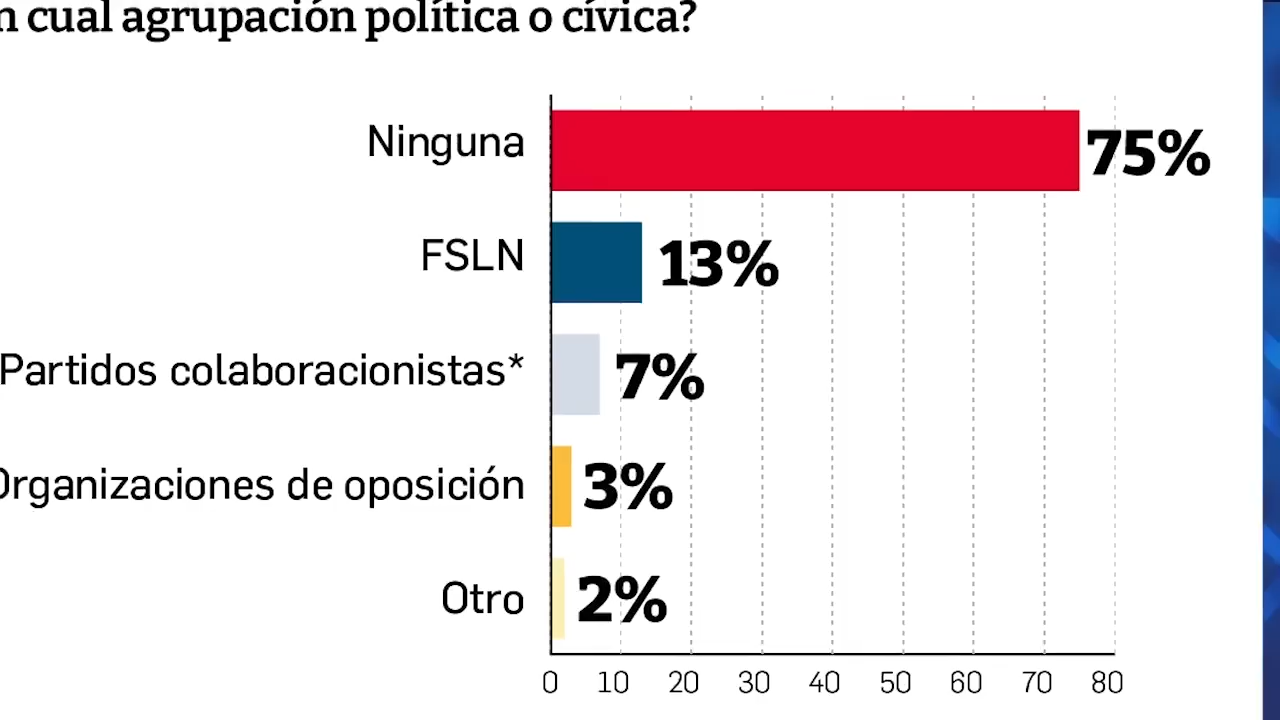 n cual agrupación política o cívica?
Ninguna 75%
FSLN 13%
Partidos colaboracionistas* 7%
Organizaciones de oposición 3%
Otro 2%
0 10 20 30 40 50 60 70 80